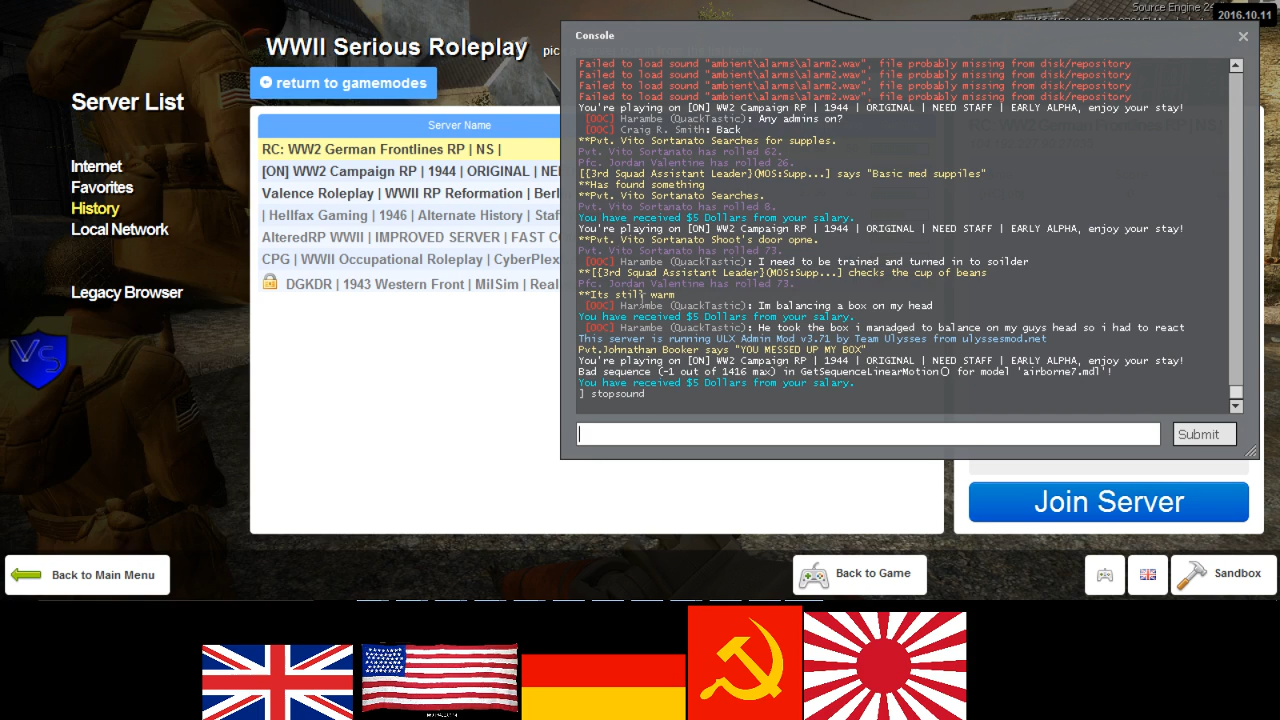 Source Engine 24
2016.10.11
WWII Serious Roleplay
pic
return to gamemodes
Server List
Internet
Favorites
History
Local Network
Legacy Browser
VS
Server Name
RC: WW2 German Frontlines RP | NS |
[ON] WW2 Campaign RP | 1944 | ORIGINAL | NEE
Valence Roleplay | WWII RP Reformation | Berl
| Hellfax Gaming | 1946 | Alternate History | Staf
AlteredRP WWII | IMPROVED SERVER | FAST CO
CPG | WWII Occupational Roleplay | CyberPlex
DGKDR | 1943 Western Front | MilSim | Real
Console
Failed to load sound "ambient\alarms\alarm2.wav", file probably missing from disk/repository
Failed to load sound "ambient\alarms\alarm2.wav", file probably missing from disk/repository
Failed to load sound "ambient\alarms\alarm2.wav", file probably missing from disk/repository
Failed to load sound "ambient\alarms\alarm2.wav", file probably missing from disk/repository
You're playing on [ON] WW2 Campaign RP | 1944 | ORIGINAL | NEED STAFF | EARLY ALPHA, enjoy your stay!
[OOC] Harambe (QuackTastic): Any admins on?
[OOC] Craig R. Smith: Back
**Pvt. Vito Sortanato Searches for supples.
Pvt. Vito Sortanato has rolled 62.
Pfc. Jordan Valentine has rolled 26.
[[3rd Squad Assistant Leader}(MOS:Supp...] says "Basic med suppiles"
**Has found something
**Pvt. Vito Sortanato Searches.
Pvt. Vito Sortanato has rolled 8.
You have received $5 Dollars from your salary.
You're playing on [ON] WW2 Campaign RP | 1944 | ORIGINAL | NEED STAFF | EARLY ALPHA, enjoy your stay!
**Pvt. Vito Sortanato Shoot's door opne.
Pvt. Vito Sortanato has rolled 73.
[OOC] Harambe (QuackTastic): I need to be trained and turned in to soilder
**[[3rd Squad Assistant Leader}(MOS:Supp...] checks the cup of beans
Pfc. Jordan Valentine has rolled 73.
**Its still warm
[OOC] Harambe (QuackTastic): Im balancing a box on my head
You have received $5 Dollars from your salary.
[OOC] Harambe (QuackTastic): He took the box i manadged to balance on my guys head so i had to react
This server is running ULX Admin Mod v3.71 by Team Ulysses from ulyssesmod.net
Pvt.Johnathan Booker says "YOU MESSED UP MY BOX"
You're playing on [ON] WW2 Campaign RP | 1944 | ORIGINAL | NEED STAFF | EARLY ALPHA, enjoy your stay!
Bad sequence (-1 out of 1416 max) in GetSequenceLinearMotion() for model 'airborne7.mdl'!
You have received $5 Dollars from your salary.
] stopsound
Submit
Join Server
Back to Main Menu
Back to Game
Sandbox